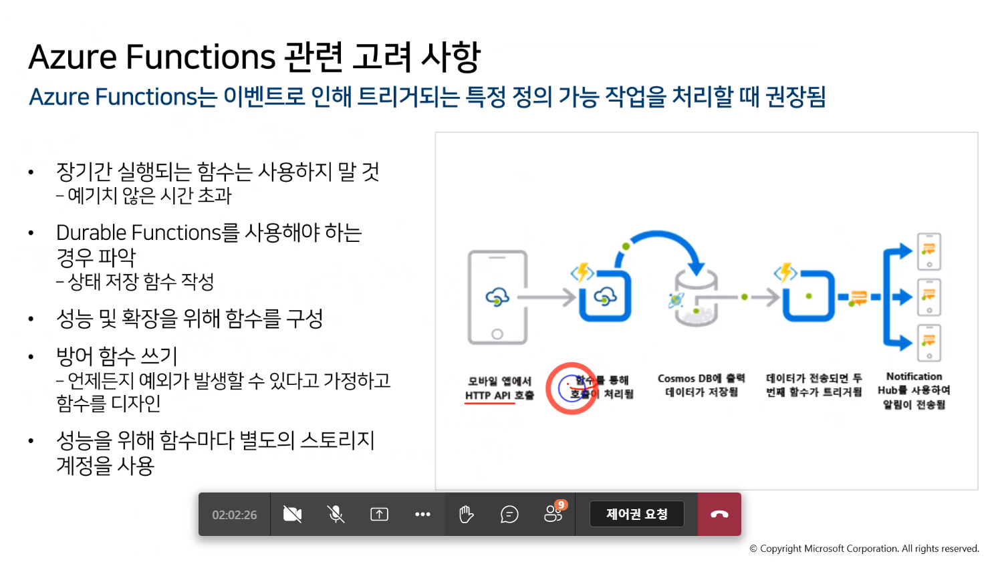 Azure Functions 관련 고려 사항
Azure Functions는 이벤트로 인해 트리거되는 특정 정의 가능 작업을 처리할 때 권장됨
• 장기간 실행되는 함수는 사용하지 말 것
– 예기치 않은 시간 초과
• Durable Functions를 사용해야 하는
경우 파악
– 상태 저장 함수 작성
• 성능 및 확장을 위해 함수를 구성
• 방어 함수 쓰기
– 언제든지 예외가 발생할 수 있다고 가정하고
함수를 디자인
• 성능을 위해 함수마다 별도의 스토리지
계정을 사용
모바일 앱에서
HTTP API 호출
함수를 통해
호출이 처리됨
Cosmos DB에 출력
데이터가 저장됨
데이터가 전송되면 두
번째 함수가 트리거됨
Notification
Hub를 사용하여
알림이 전송됨
02:02:26
9
제어권 요청
© Copyright Microsoft Corporation. All rights reserved.